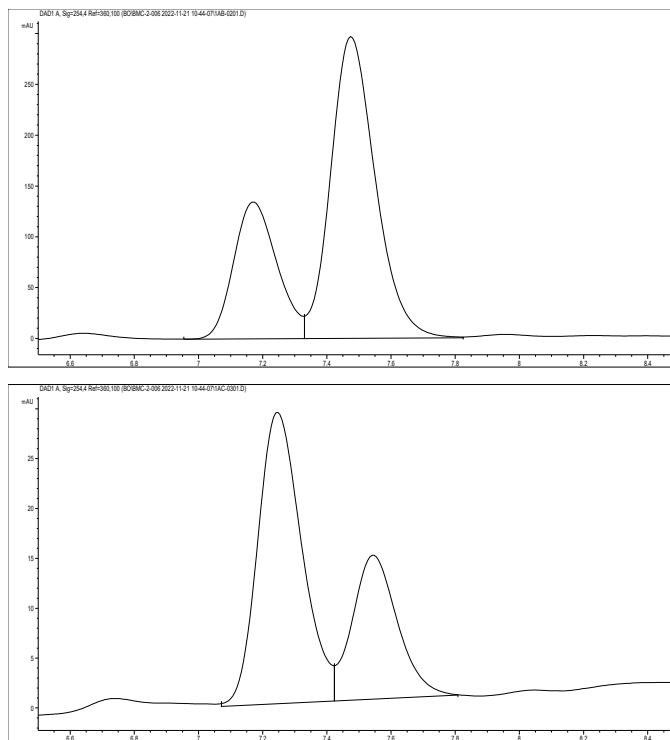 DAD1 A, Sig=254,4 Ref=360,100 (BO\BMC-2-006 2022-11-21 10-44-07\1AB-0201.D)
mAU
250
200
150
100
50
0
6.6 6.8 7 7.2 7.4 7.6 7.8 8 8.2 8.4
DAD1 A, Sig=254,4 Ref=360,100 (BO\BMC-2-006 2022-11-21 10-44-07\1AC-0301.D)
mAU
25
20
15
10
5
0
6.6 6.8 7 7.2 7.4 7.6 7.8 8 8.2 8.4